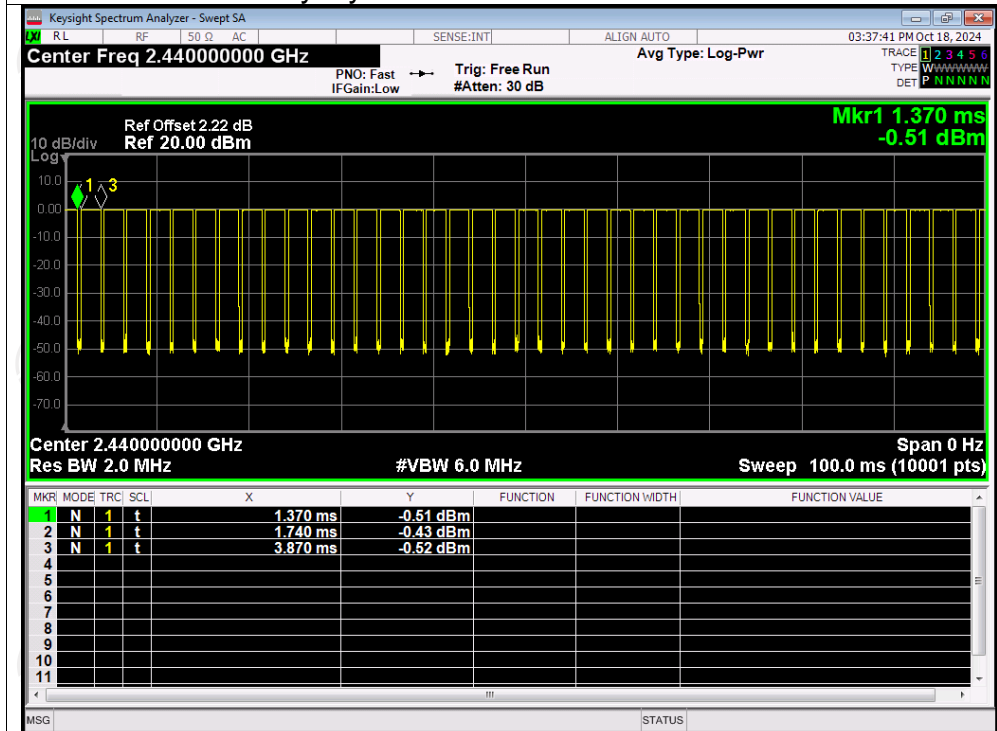 Keysight Spectrum Analyzer - Swept SA
LXI RL RF 50 Ω AC SENSE:INT ALIGN AUTO 03:37:41 PM Oct 18, 2024
Center Freq 2.440000000 GHz Avg Type: Log-Pwr TRACE 1 2 3 4 5 6
PNO: Fast Trig: Free Run TYPE WWWWWW
IFGain:Low #Atten: 30 dB DET P N N N N N
Mkr1 1.370 ms
Ref Offset 2.22 dB
10 dB/div Ref 20.00 dBm -0.51 dBm
Log
10.0
1 3
0.00
-10.0
-20.0
-30.0
-40.0
-50.0
-60.0
-70.0
Center 2.440000000 GHz Span 0 Hz
Res BW 2.0 MHz #VBW 6.0 MHz Sweep 100.0 ms (10001 pts)
MKR MODE TRC SCL X Y FUNCTION FUNCTION WIDTH FUNCTION VALUE
1 N 1 t 1.370 ms -0.51 dBm
2 N 1 t 1.740 ms -0.43 dBm
3 N 1 t 3.870 ms -0.52 dBm
4
5
6
7
8
9
10
11
MSG STATUS